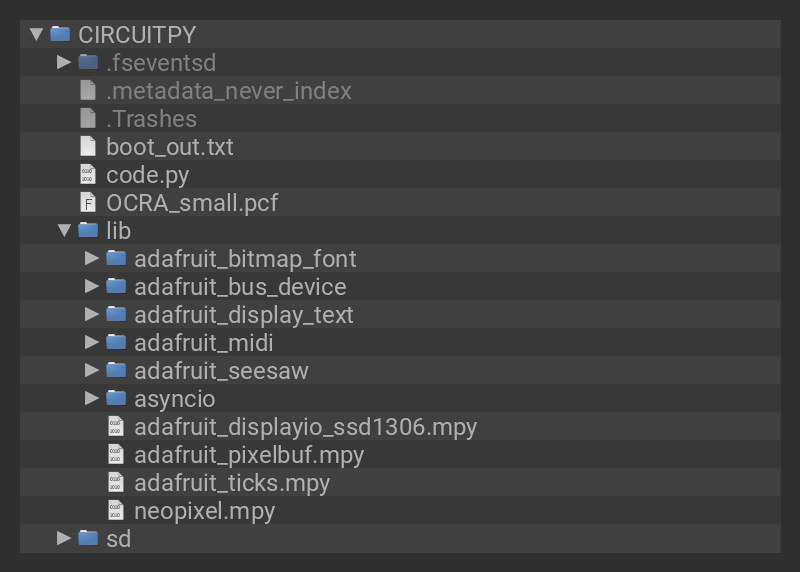 CIRCUITPY
.fseventsd
.metadata_never_index
.Trashes
boot_out.txt
code.py
OCRA_small.pcf
lib
adafruit_bitmap_font
adafruit_bus_device
adafruit_display_text
adafruit_midi
adafruit_seesaw
asyncio
adafruit_displayio_ssd1306.mpy
adafruit_pixelbuf.mpy
adafruit_ticks.mpy
neopixel.mpy
sd